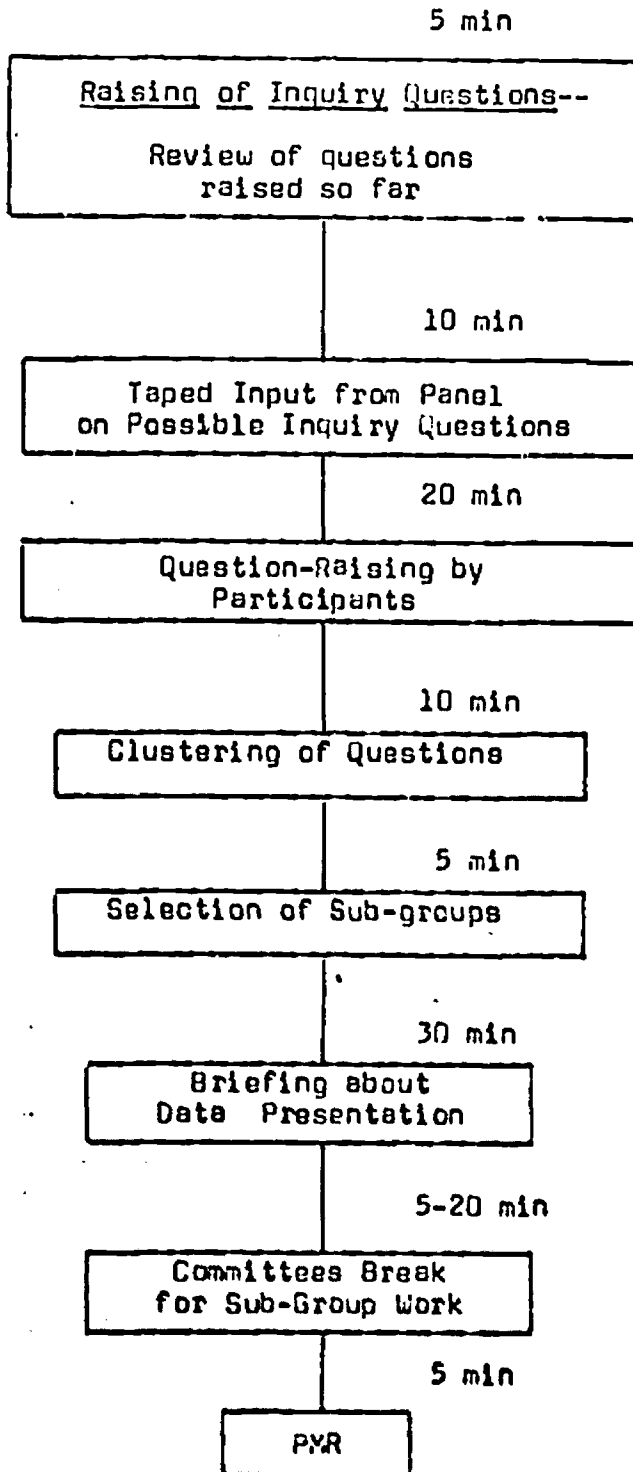 5 min
Raising of Inquiry Questions--
Review of questions
raised so far
10 min
Taped Input from Panel
on Possible Inquiry Questions
20 min
Question-Raising by
Participants
10 min
Clustering of Questions
5 min
Selection of Sub-groups
30 min
Briefing about
Data Presentation
5-20 min
Committees Break
for Sub-Group Work
5 min